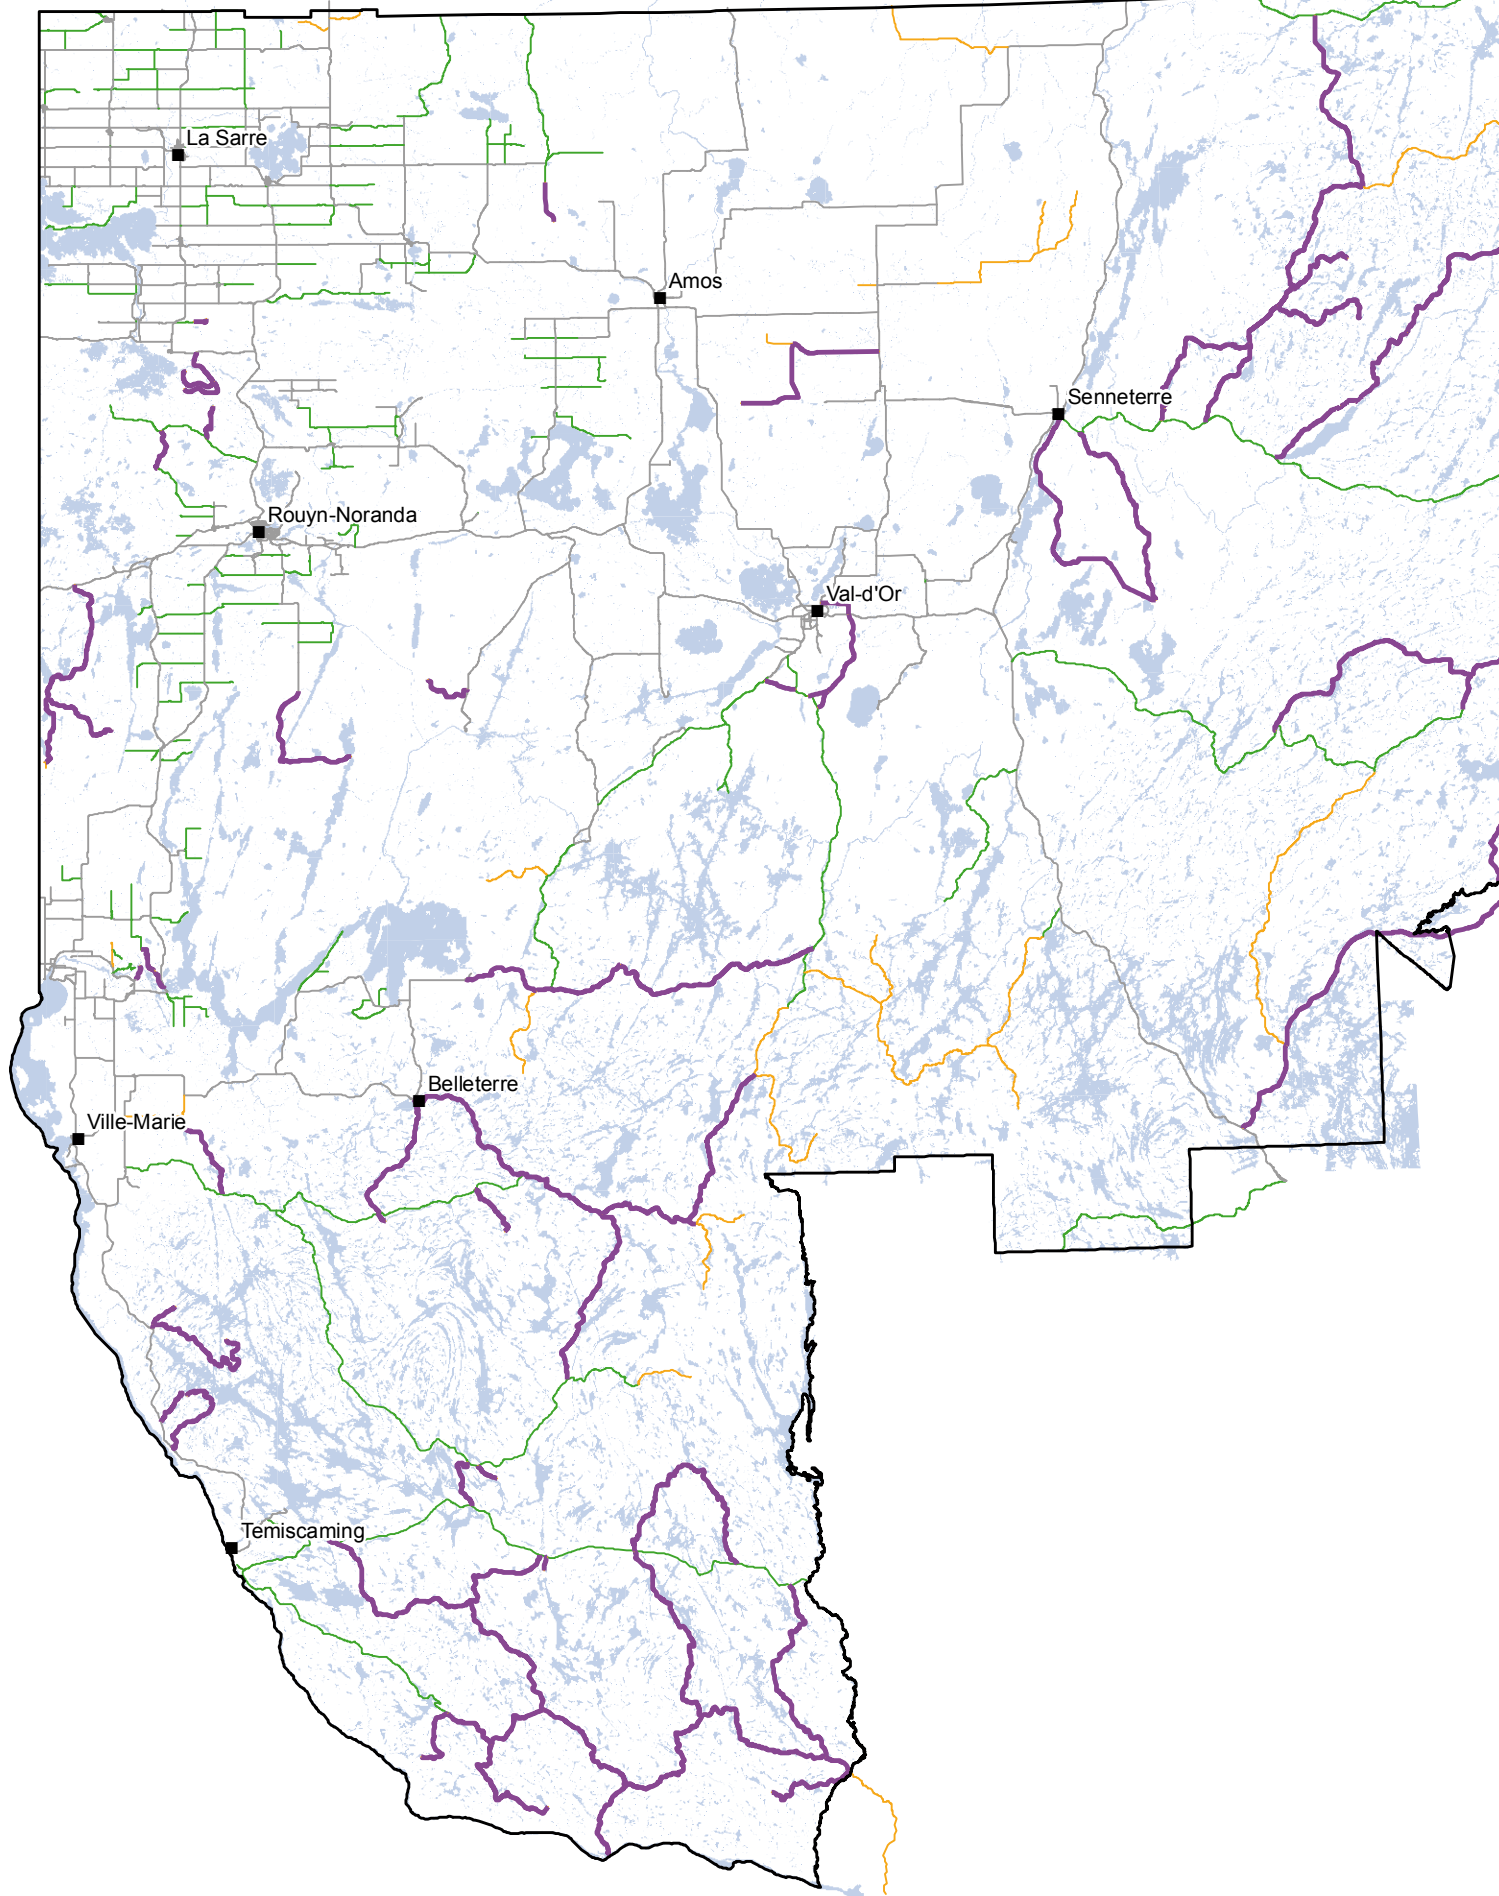 La Sarre
Amos
Senneterre
Rouyn-Noranda
Val-d'Or
Belleterre
Ville-Marie
Temiscaming